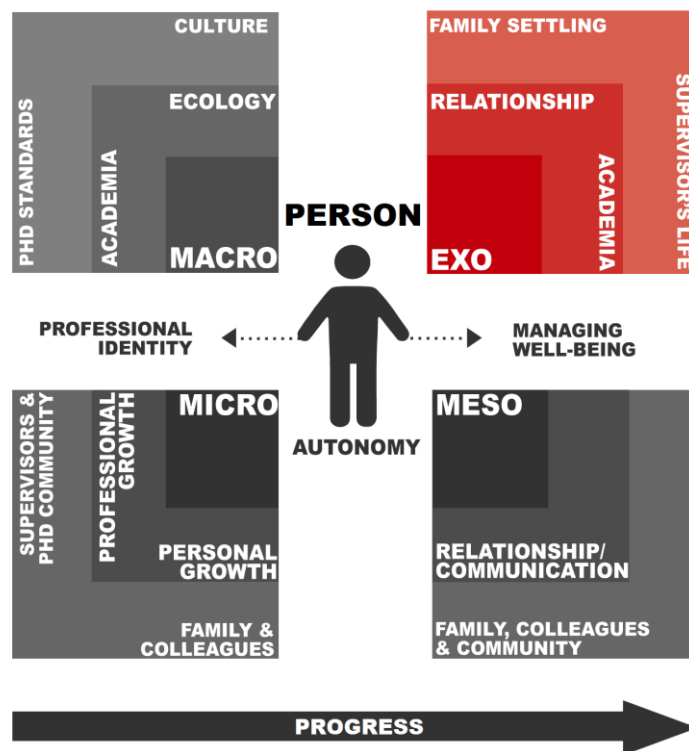 CULTURE
ECOLOGY
PHD STANDARDS
ACADEMIA
MACRO
FAMILY SETTLING
RELATIONSHIP
SUPERVISOR'S LIFE
ACADEMIA
EXO
PERSON
PROFESSIONAL
IDENTITY
MANAGING
WELL-BEING
AUTONOMY
MICRO
SUPERVISORS &
PHD COMMUNITY
PROFESSIONAL
GROWTH
PERSONAL
GROWTH
FAMILY &
COLLEAGUES
MESO
RELATIONSHIP/
COMMUNICATION
FAMILY, COLLEAGUES
& COMMUNITY
PROGRESS